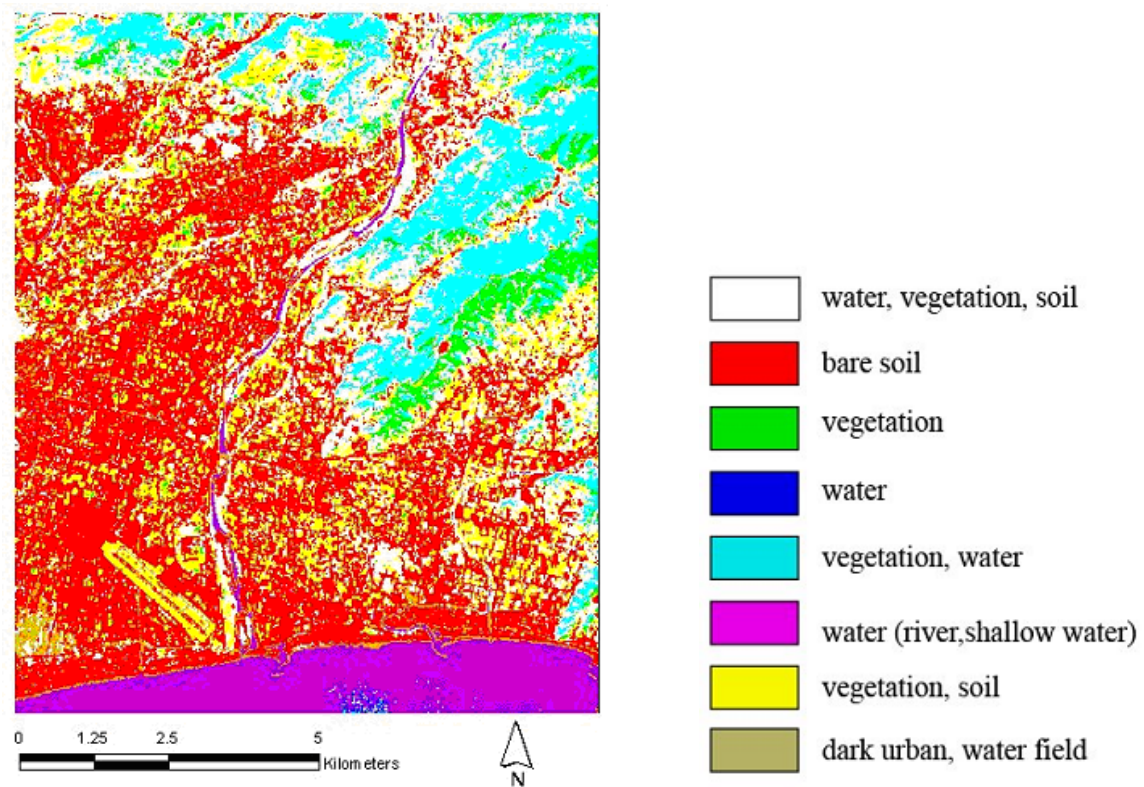 water, vegetation, soil
bare soil
vegetation
water
vegetation, water
water (river,shallow water)
vegetation, soil
dark urban, water field
0 1.25 2.5 5
Kilometers
N